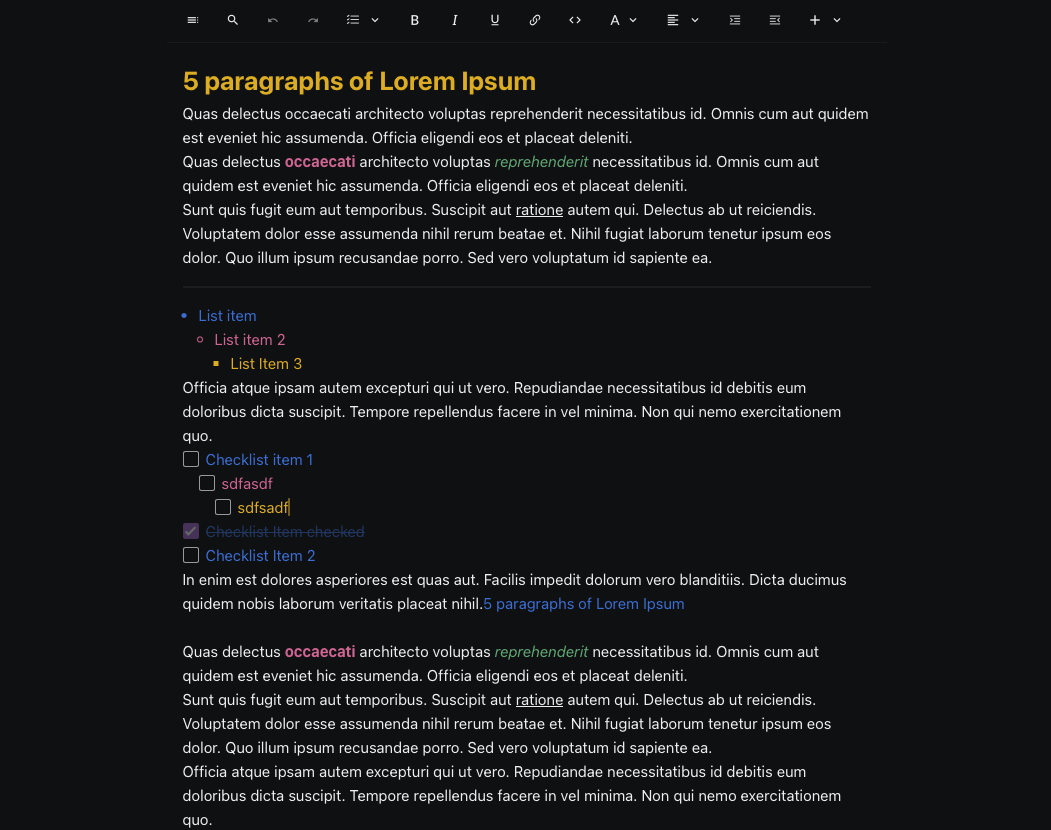 B I U A
5 paragraphs of Lorem Ipsum
Quas delectus occaecati architecto voluptas reprehenderit necessitatibus id. Omnis cum aut quidem
est eveniet hic assumenda. Officia eligendi eos et placeat deleniti.
Quas delectus occaecati architecto voluptas reprehenderit necessitatibus id. Omnis cum aut
quidem est eveniet hic assumenda. Officia eligendi eos et placeat deleniti.
Sunt quis fugit eum aut temporibus. Suscipit aut ratione autem qui. Delectus ab ut reiciendis.
Voluptatem dolor esse assumenda nihil rerum beatae et. Nihil fugiat laborum tenetur ipsum eos
dolor. Quo illum ipsum recusandae porro. Sed vero voluptatum id sapiente ea.
List item
List item 2
List Item 3
Officia atque ipsam autem excepturi qui ut vero. Repudiandae necessitatibus id debitis eum
doloribus dicta suscipit. Tempore repellendus facere in vel minima. Non qui nemo exercitationem
quo.
Checklist item 1
sdfasdf
sdfsadf
Checklist Item checked
Checklist Item 2
In enim est dolores asperiores est quas aut. Facilis impedit dolorum vero blanditiis. Dicta ducimus
quidem nobis laborum veritatis placeat nihil.5 paragraphs of Lorem Ipsum
Quas delectus occaecati architecto voluptas reprehenderit necessitatibus id. Omnis cum aut
quidem est eveniet hic assumenda. Officia eligendi eos et placeat deleniti.
Sunt quis fugit eum aut temporibus. Suscipit aut ratione autem qui. Delectus ab ut reiciendis.
Voluptatem dolor esse assumenda nihil rerum beatae et. Nihil fugiat laborum tenetur ipsum eos
dolor. Quo illum ipsum recusandae porro. Sed vero voluptatum id sapiente ea.
Officia atque ipsam autem excepturi qui ut vero. Repudiandae necessitatibus id debitis eum
doloribus dicta suscipit. Tempore repellendus facere in vel minima. Non qui nemo exercitationem
quo.